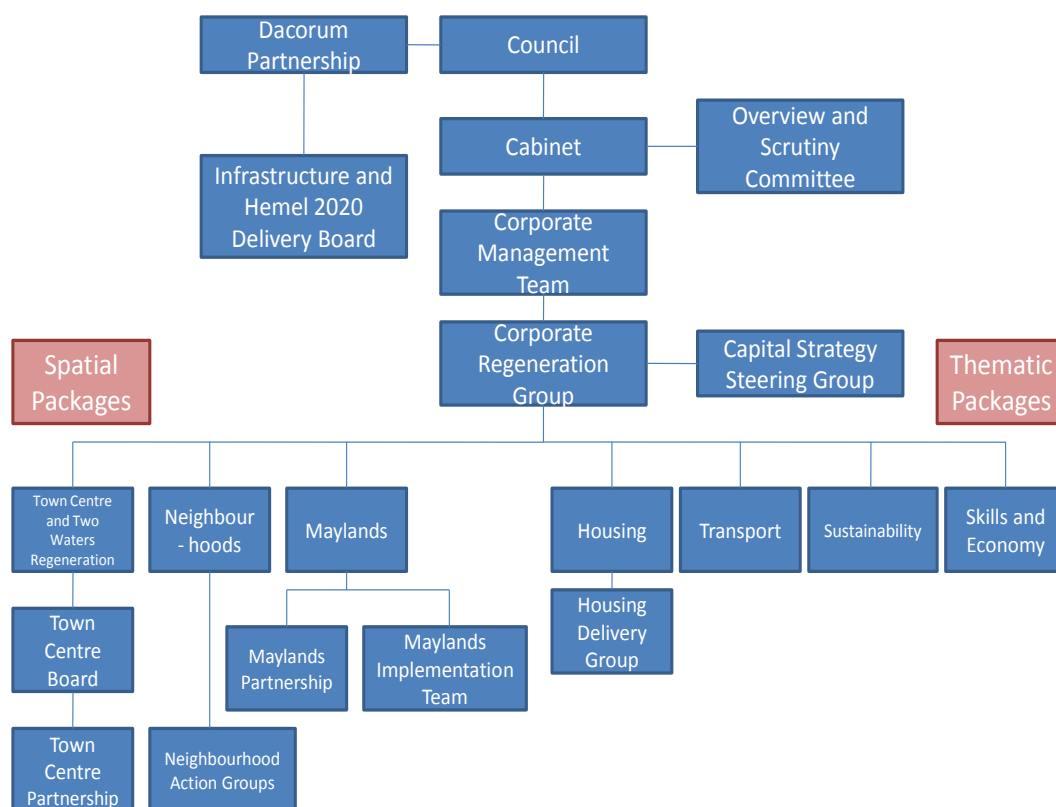 Dacorum
Partnership
Council
Cabinet
Overview and
Scrutiny
Committee
Infrastructure and
Hemel 2020
Delivery Board
Corporate
Management
Team
Spatial
Packages
Corporate
Regeneration
Group
Capital Strategy
Steering Group
Thematic
Packages
Town Centre
and Two
Waters
Regeneration
Neighbour
- hoods
Maylands
Housing
Transport
Sustainability
Skills and
Economy
Town
Centre
Board
Maylands
Partnership
Maylands
Implementation
Team
Housing
Delivery
Group
Town
Centre
Partnership
Neighbourhood
Action Groups